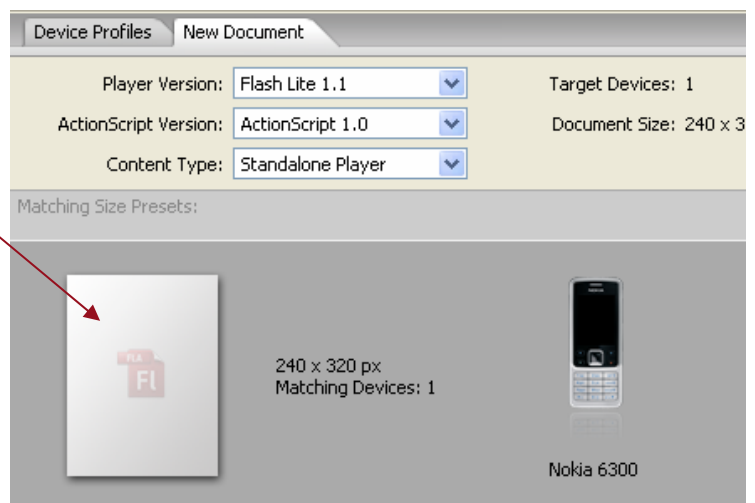 Device Profiles New Document
Player Version: Flash Lite 1.1 Target Devices: 1
ActionScript Version: ActionScript 1.0 Document Size: 240 x 3
Content Type: Standalone Player
Matching Size Presets:
FLA
FL
240 x 320 px
Matching Devices: 1
NOKIA
Nokia 6300